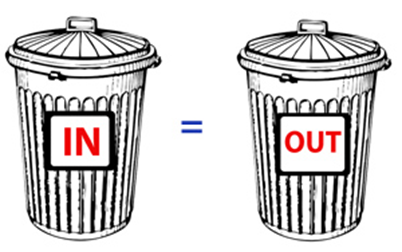 IN = OUT